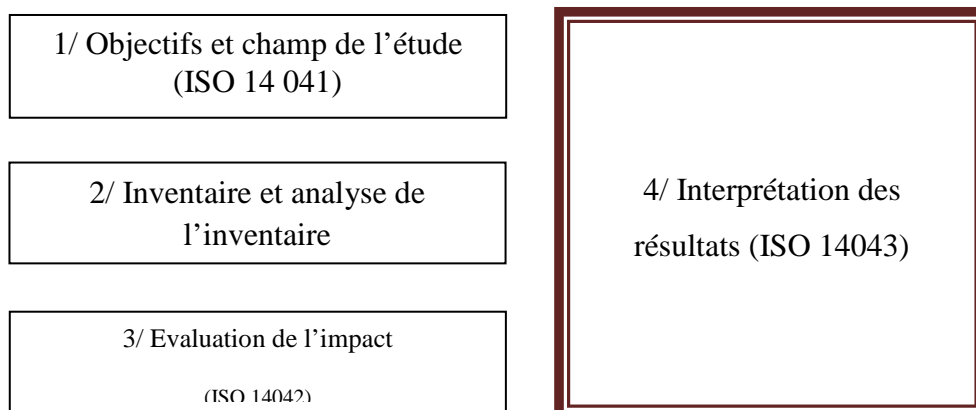 1/ Objectifs et champ de l’étude
(ISO 14 041)
2/ Inventaire et analyse de
l’inventaire
3/ Evaluation de l’impact
(ISO 14042)
4/ Interprétation des
résultats (ISO 14043)